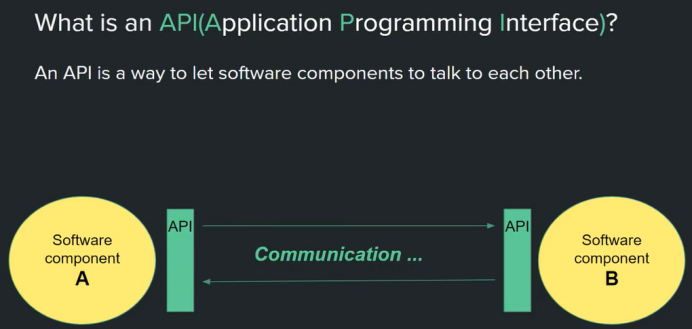 What is an API(Application Programming Interface)?
An API is a way to let software components to talk to each other.
Software
component
A
API
Communication ...
API
Software
component
B